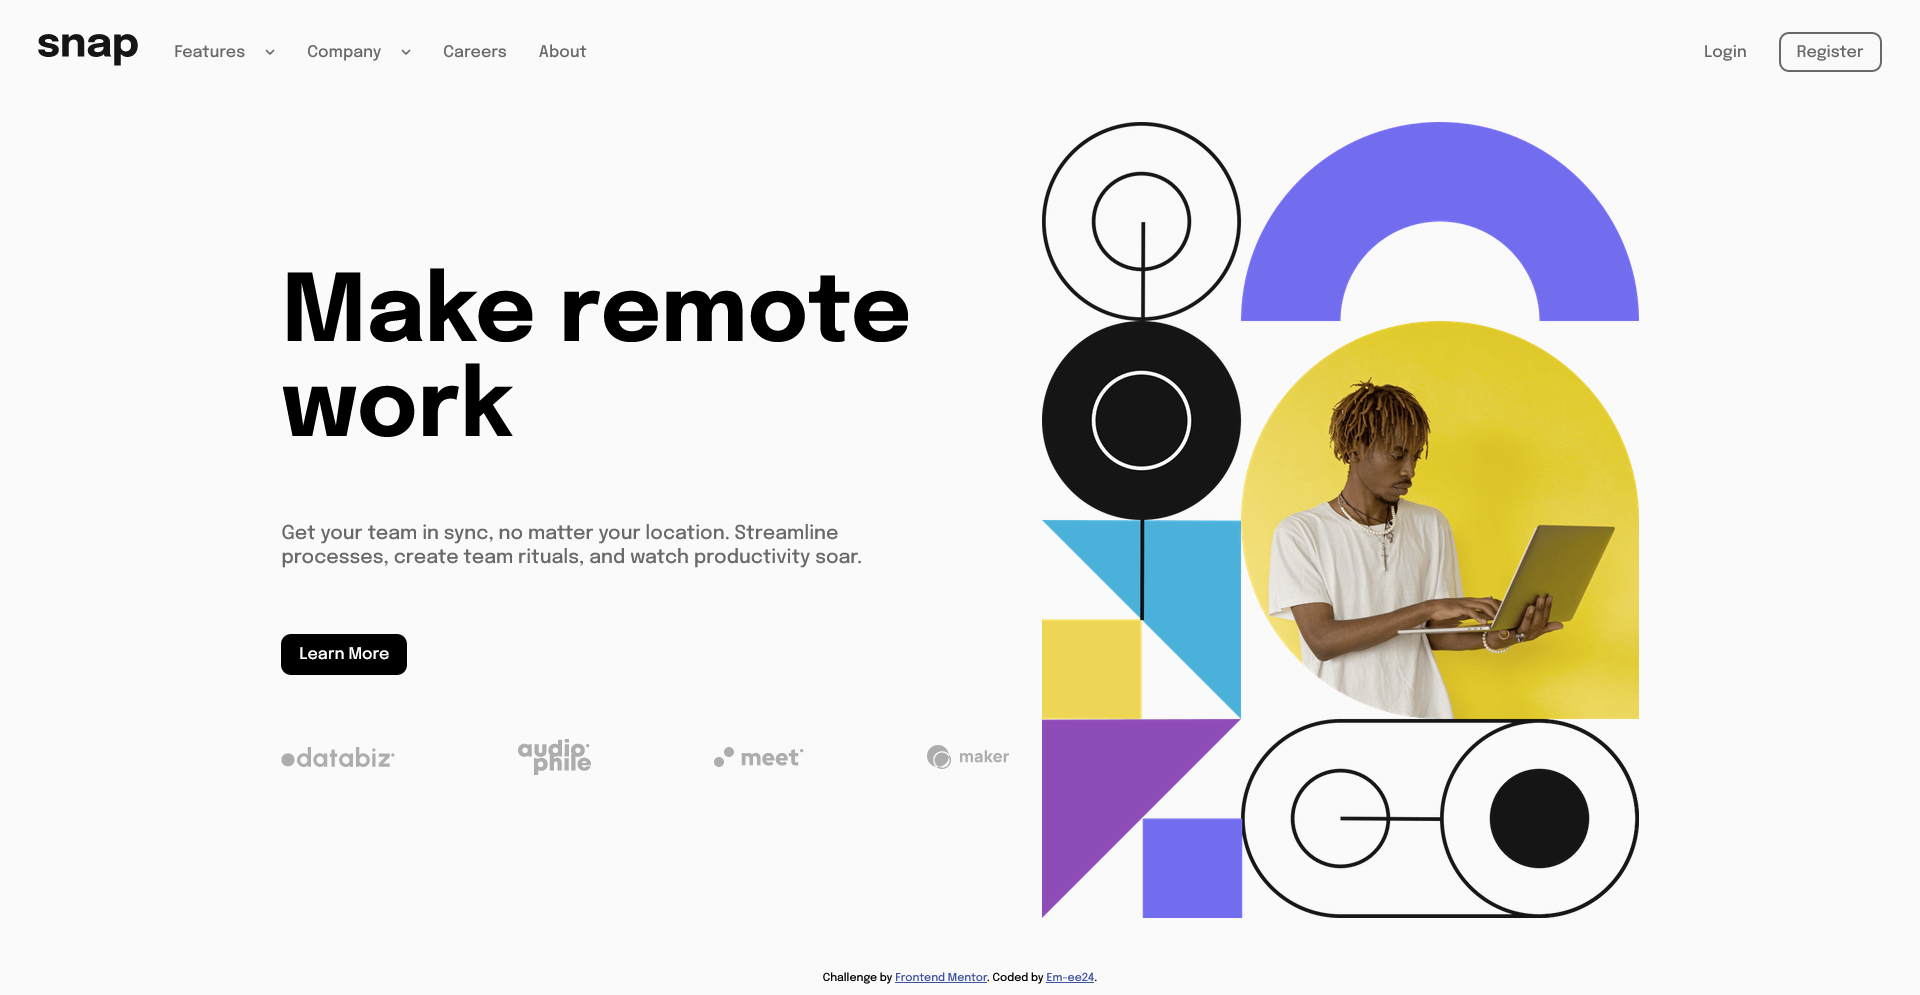 snap
Features
Company
Careers
About
Login
Register
Make remote
work
Get your team in sync, no matter your location. Streamline
processes, create team rituals, and watch productivity soar.
Learn More
databiz
audiophile
meet
maker
Challenge by Frontend Mentor. Coded by Em-ee24.